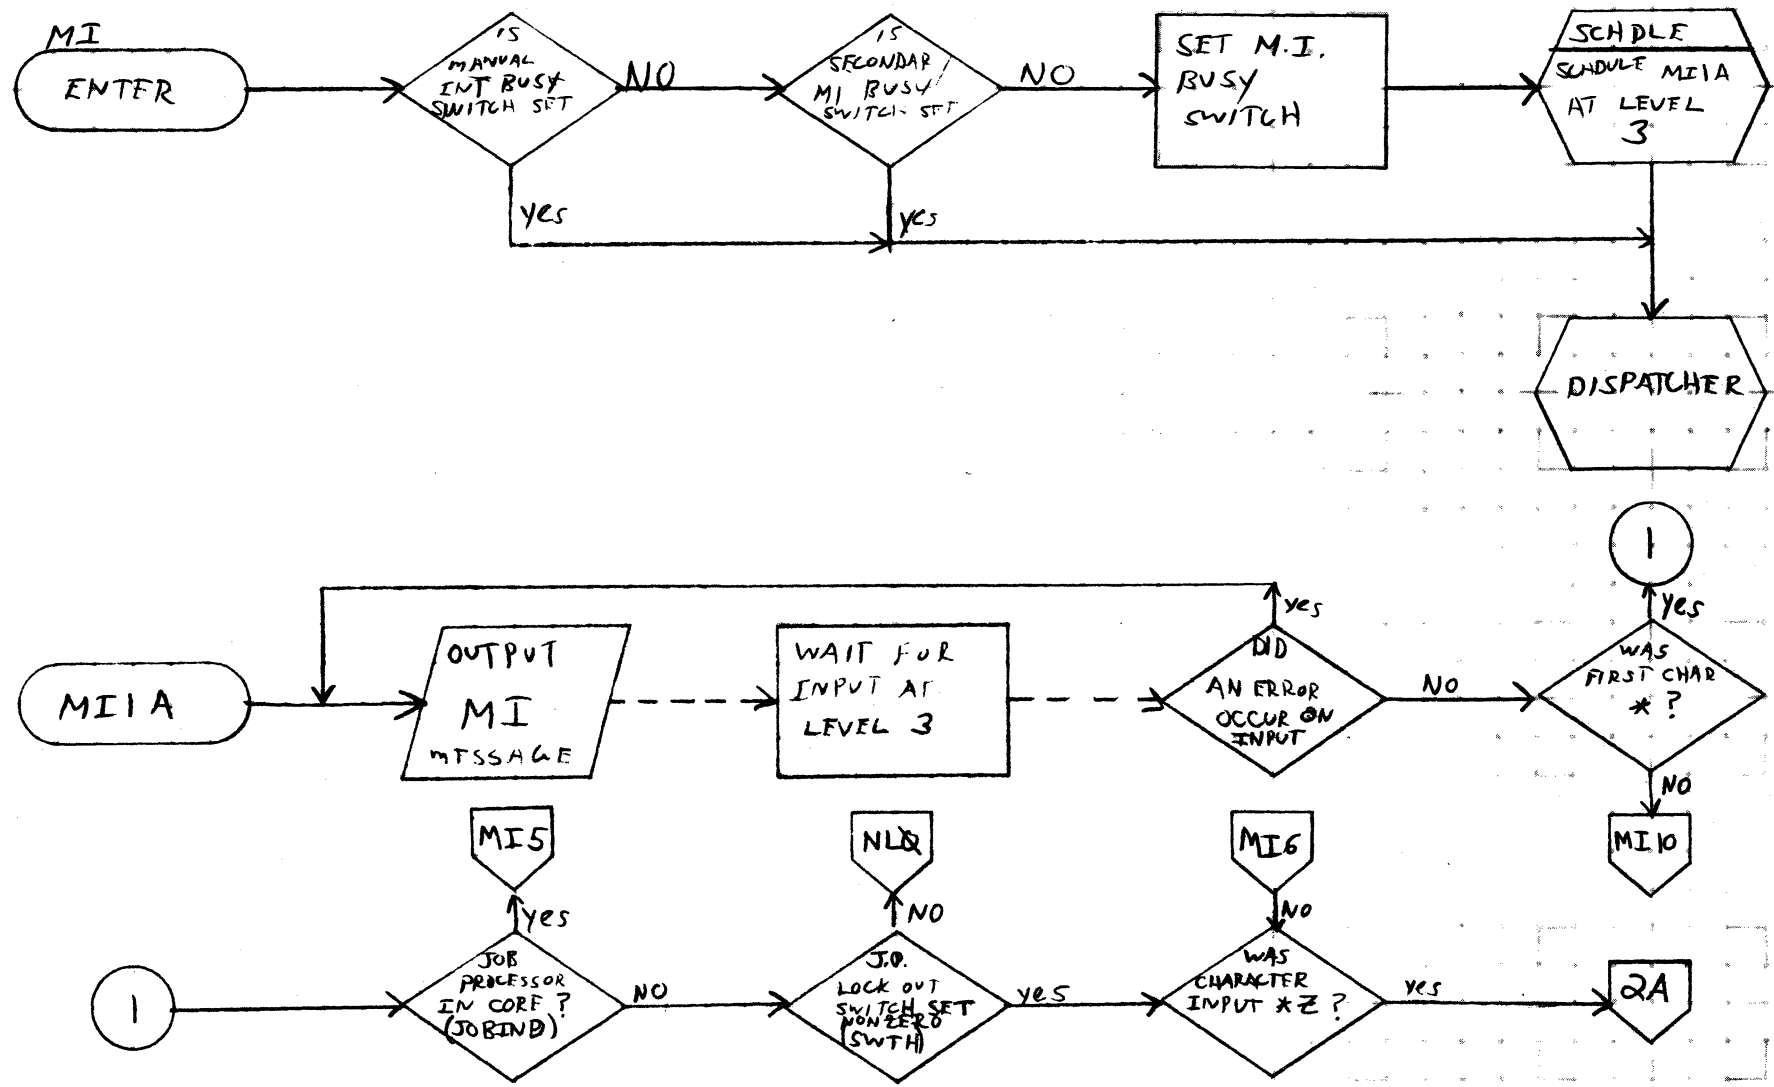 MI
ENTER
IS
MANUAL
INT BUSY
SWITCH SET
NO
yes
IS
SECONDARY
MI BUSY
SWITCH SET
NO
yes
SET M.I.
BUSY
SWITCH
SCHDLE
SCHDULE MI1A
AT LEVEL
3
DISPATCHER
MI1A
OUTPUT
MI
MESSAGE
WAIT FOR
INPUT AT
LEVEL 3
DID
AN ERROR
OCCUR ON
INPUT
yes
NO
WAS
FIRST CHAR
* ?
yes
1
NO
MI10
1
JOB
PROCESSOR
IN CORE?
(JOBIND)
yes
MI5
NO
J.P.
LOCK OUT
SWITCH SET
NONZERO
(SWTH)
NO
yes
WAS
CHARACTER
INPUT *Z ?
NO
MI6
yes
2A